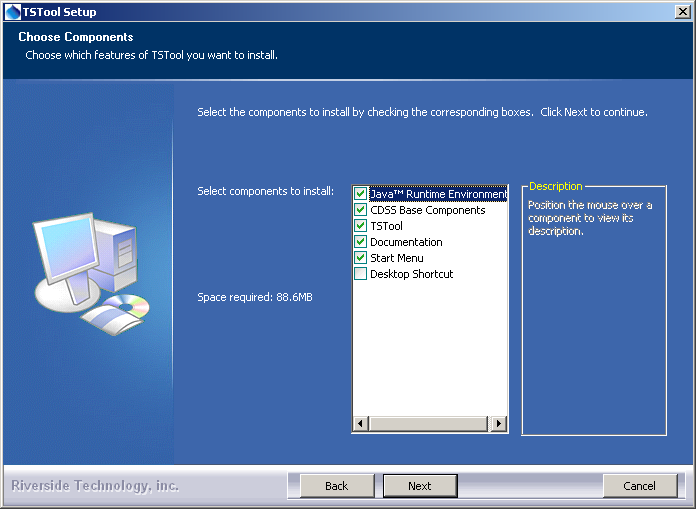 TSTool Setup
Choose Components
Choose which features of TSTool you want to install.
Select the components to install by checking the corresponding boxes.  Click Next to continue.
Select components to install:
Java™ Runtime Environment
CDSS Base Components
TSTool
Documentation
Start Menu
Desktop Shortcut
Description
Position the mouse over a
component to view its
description.
Space required: 88.6MB
Riverside Technology, inc.
Back
Next
Cancel